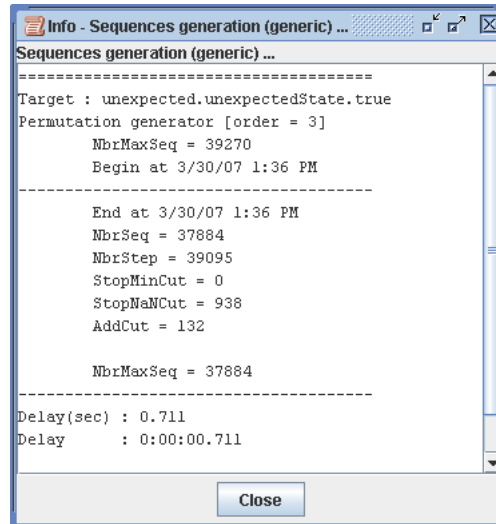 Info - Sequences generation (generic) ...
Sequences generation (generic) ...
========================================
Target : unexpected.unexpectedState.true
Permutation generator [order = 3]
NbrMaxSeq = 39270
Begin at 3/30/07 1:36 PM
----------------------------------------
End at 3/30/07 1:36 PM
NbrSeq = 37884
NbrStep = 39095
StopMinCut = 0
StopNaNCut = 938
AddCut = 132
NbrMaxSeq = 37884
----------------------------------------
Delay(sec) : 0.711
Delay : 0:00:00.711
Close